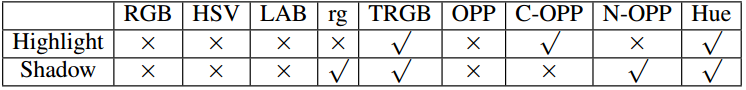 RGB HSV LAB rg TRGB OPP C-OPP N-OPP Hue
Highlight × × × × √ × √ × √
Shadow × × × √ √ × × √ √